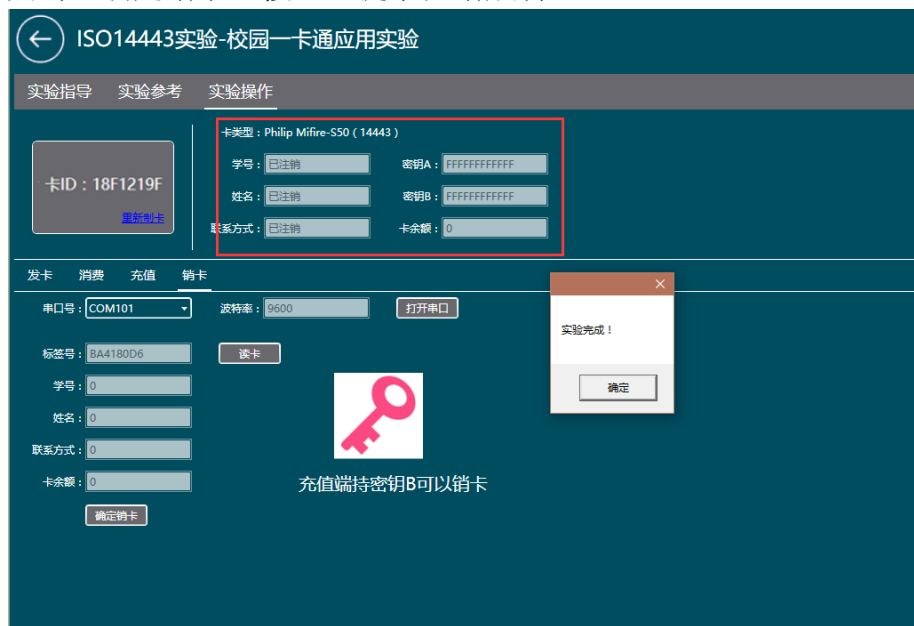 ISO14443实验-校园一卡通应用实验
实验指导 实验参考 实验操作
卡ID：18F1219F
重新制卡
卡类型：Philip Mifire-S50（14443）
学号：已注销 密钥A：FFFFFFFFFFFF
姓名：已注销 密钥B：FFFFFFFFFFFF
联系方式：已注销 卡余额：0
发卡 消费 充值 销卡
串口号：COM101 波特率：9600 打开串口
标签号：BA4180D6 读卡
学号：0
姓名：0
联系方式：0
卡余额：0
确定销卡
充值端持密钥B可以销卡
实验完成！
确定